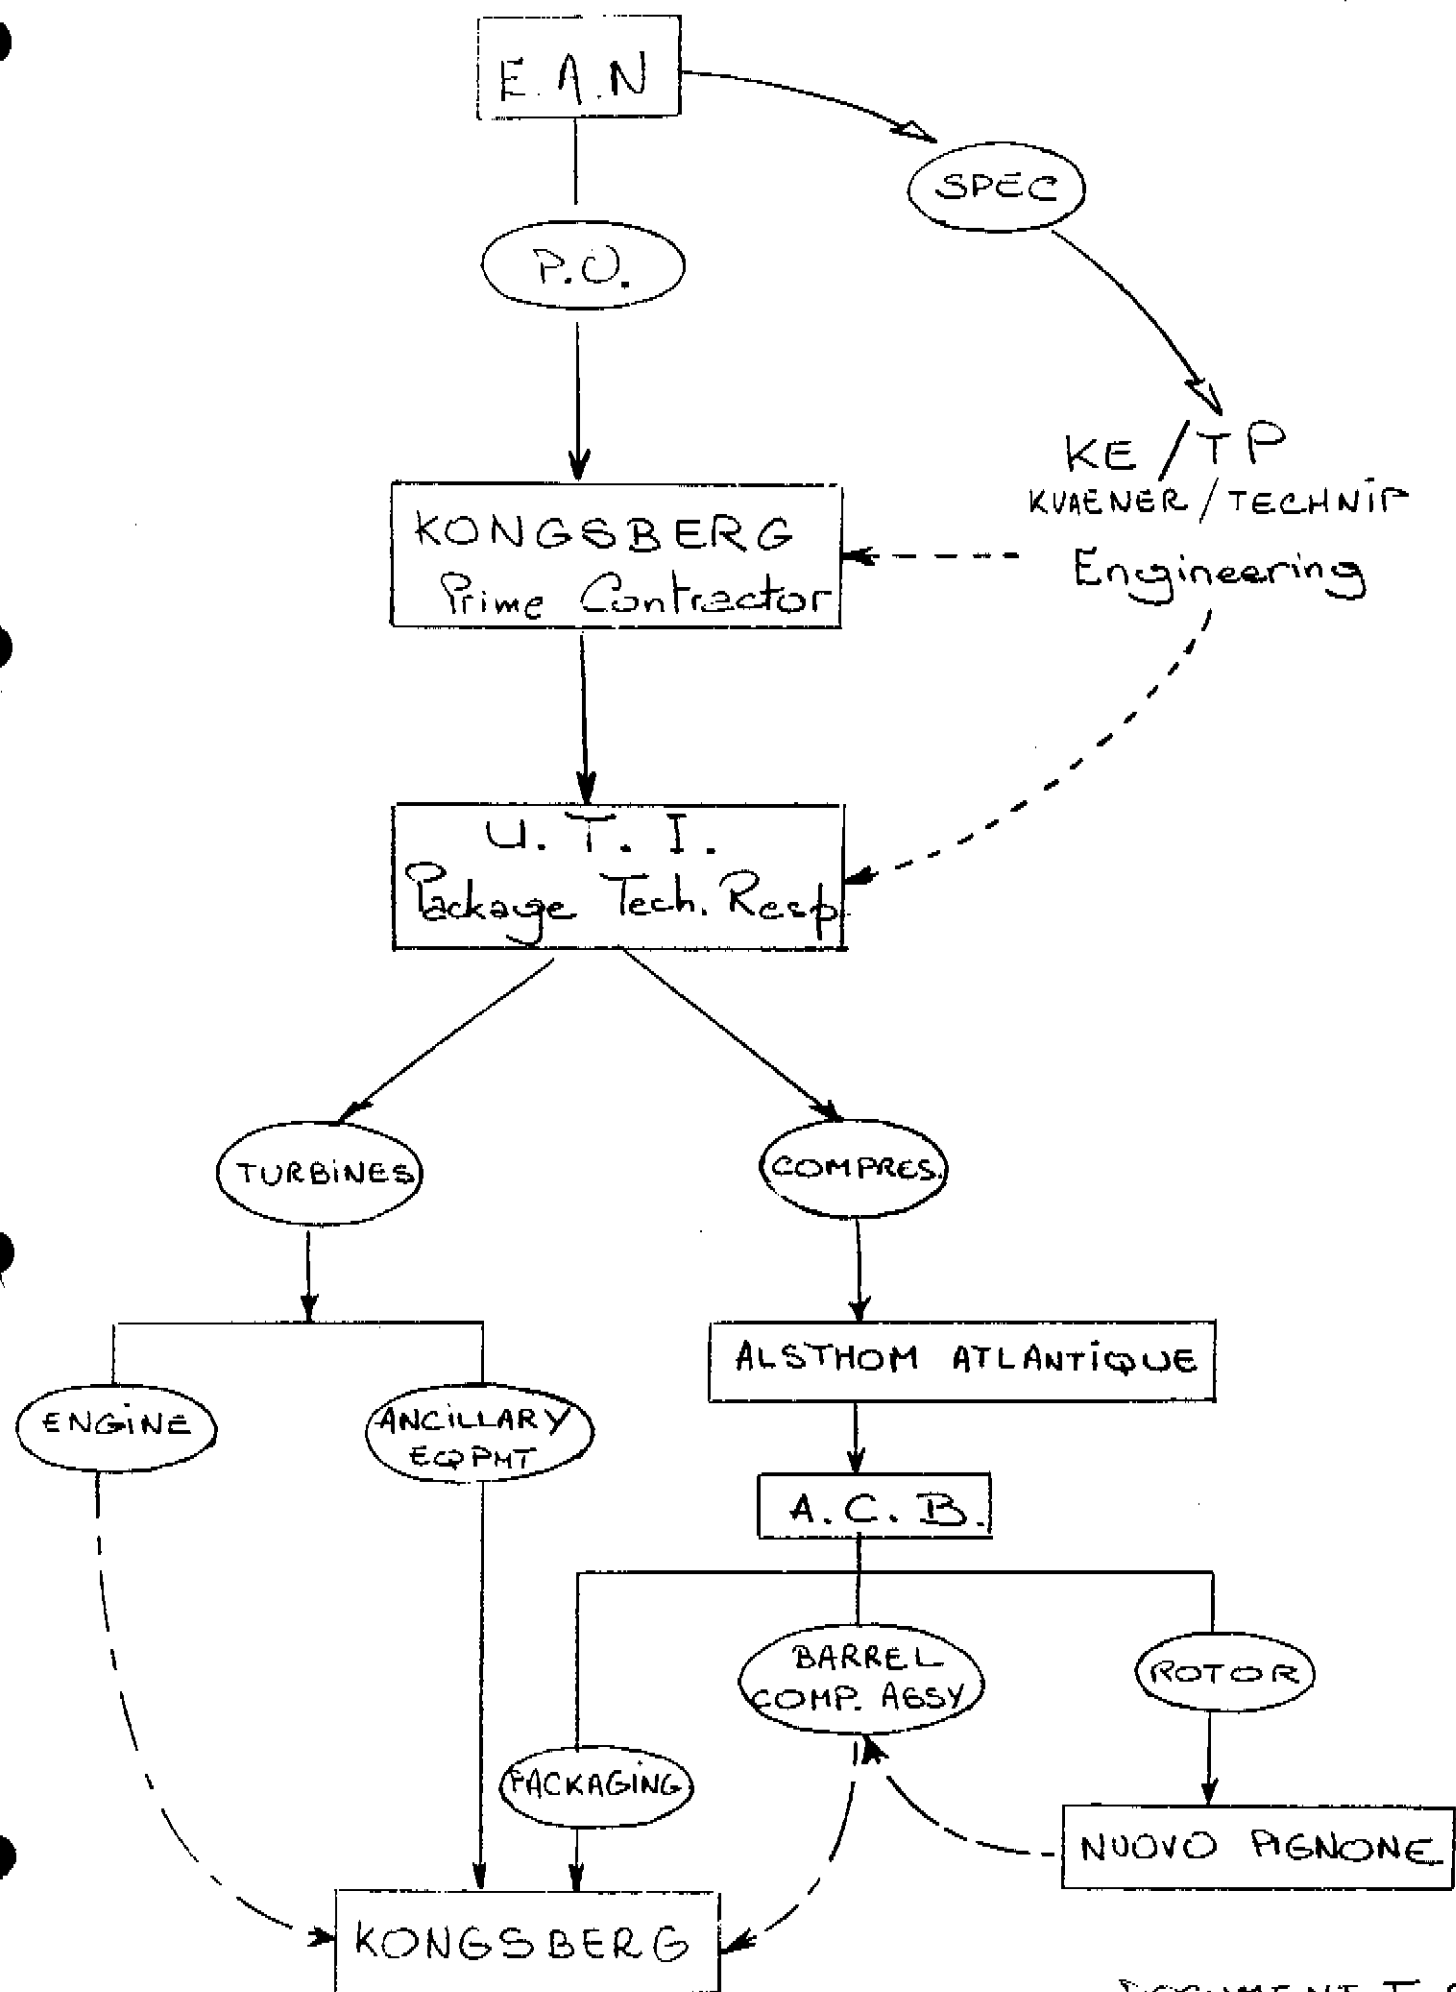 E.A.N
SPEC
P.O.
KE/TP
KVAENER/TECHNIP
Engineering
KONGSBERG
Prime Contractor
U.T.I.
Package Tech. Resp.
TURBINES
COMPRES.
ALSTHOM ATLANTIQUE
ENGINE
ANCILLARY
EQPMT
A.C.B.
BARREL
COMP. ASSY
ROTOR
PACKAGING
NUOVO PIGNONE
KONGSBERG
DOCUMENT I